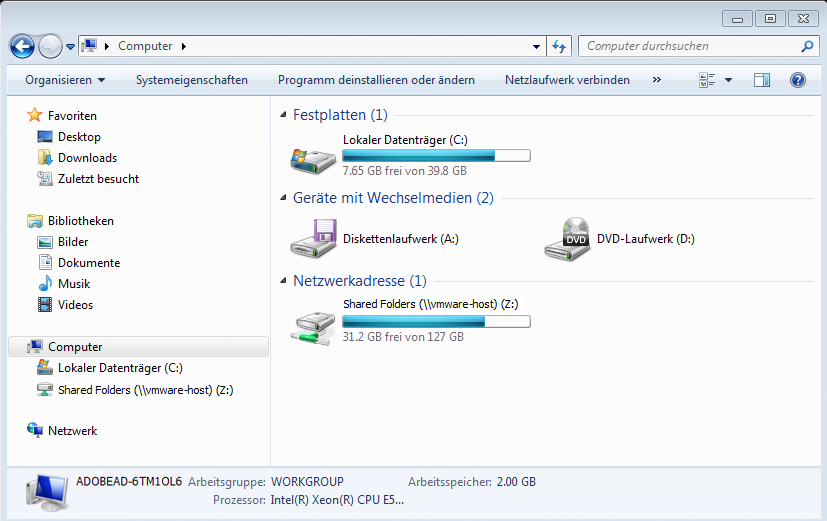 Computer
Computer durchsuchen
Organisieren
Systemeigenschaften
Programm deinstallieren oder ändern
Netzlaufwerk verbinden
»
Favoriten
Desktop
Downloads
Zuletzt besucht
Bibliotheken
Bilder
Dokumente
Musik
Videos
Computer
Lokaler Datenträger (C:)
Shared Folders (\\vmware-host) (Z:)
Netzwerk
Festplatten (1)
Lokaler Datenträger (C:)
7.65 GB frei von 39.8 GB
Geräte mit Wechselmedien (2)
Diskettenlaufwerk (A:)
DVD
DVD-Laufwerk (D:)
Netzwerkadresse (1)
Shared Folders (\\vmware-host) (Z:)
31.2 GB frei von 127 GB
ADOBEAD-6TM1OL6 Arbeitsgruppe: WORKGROUP Arbeitsspeicher: 2.00 GB
Prozessor: Intel(R) Xeon(R) CPU E5...